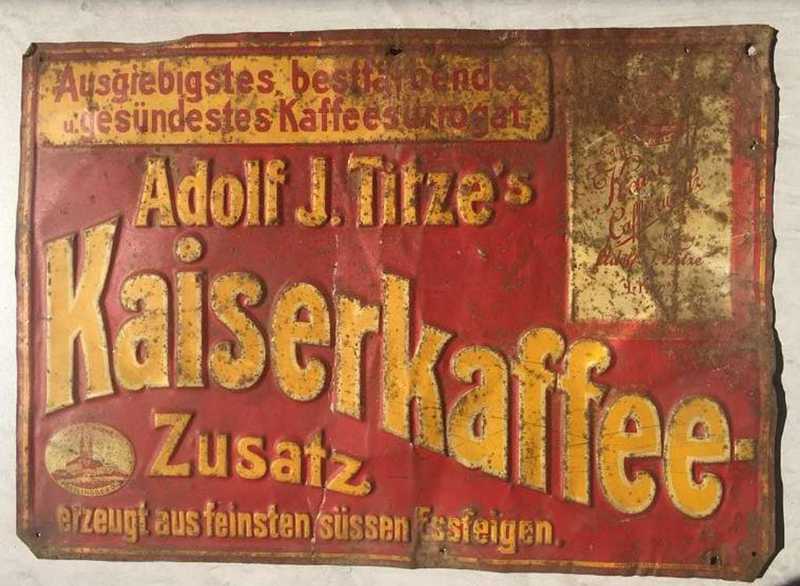 Ausgiebigstes, bestfärbendes
u. gesündestes Kaffeesurrogat.
Adolf J. Titze's
Kaiserkaffee-
Zusatz
erzeugt aus feinsten, süssen Essfeigen.